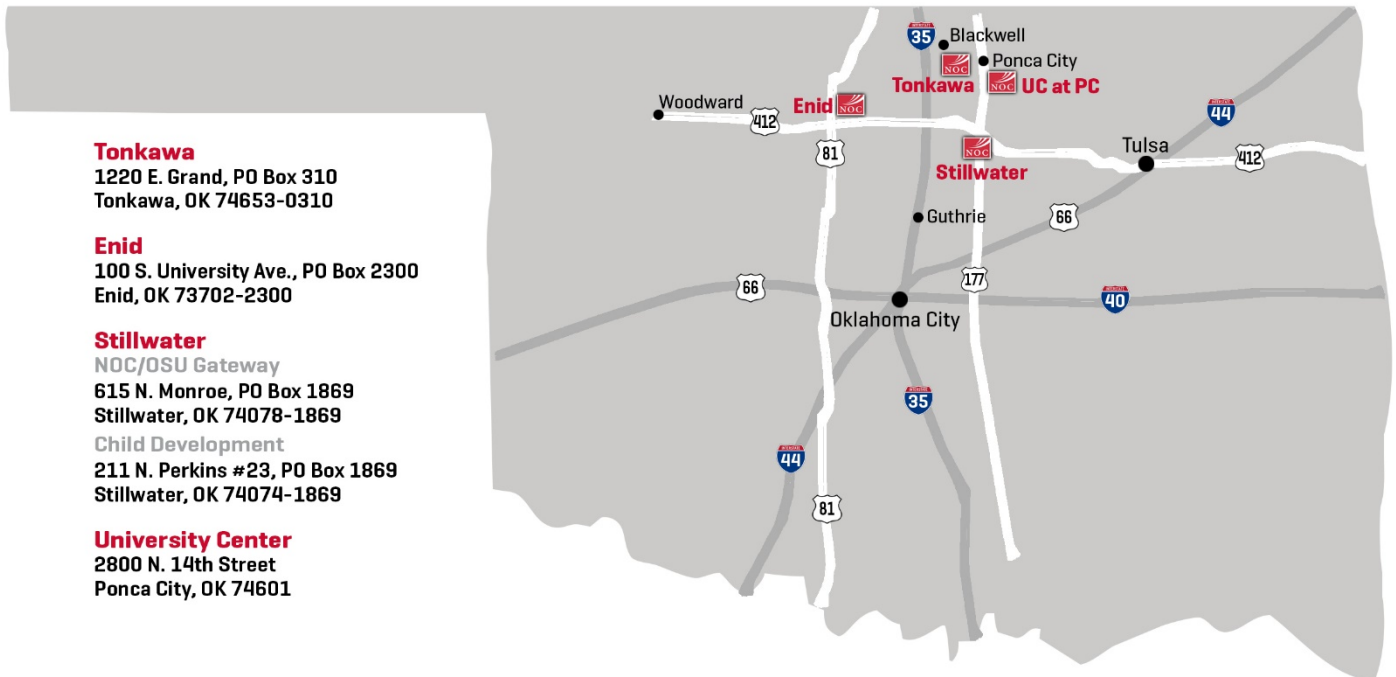 Tonkawa
1220 E. Grand, PO Box 310
Tonkawa, OK 74653-0310
Enid
100 S. University Ave., PO Box 2300
Enid, OK 73702-2300
Stillwater
NOC/OSU Gateway
615 N. Monroe, PO Box 1869
Stillwater, OK 74078-1869
Child Development
211 N. Perkins #23, PO Box 1869
Stillwater, OK 74074-1869
University Center
2800 N. 14th Street
Ponca City, OK 74601
35
Blackwell
Ponca City
NOC
Tonkawa
NOC
UC at PC
Woodward
Enid
NOC
44
412
81
NOC
Stillwater
Tulsa
412
Guthrie
66
66
177
40
Oklahoma City
35
44
81